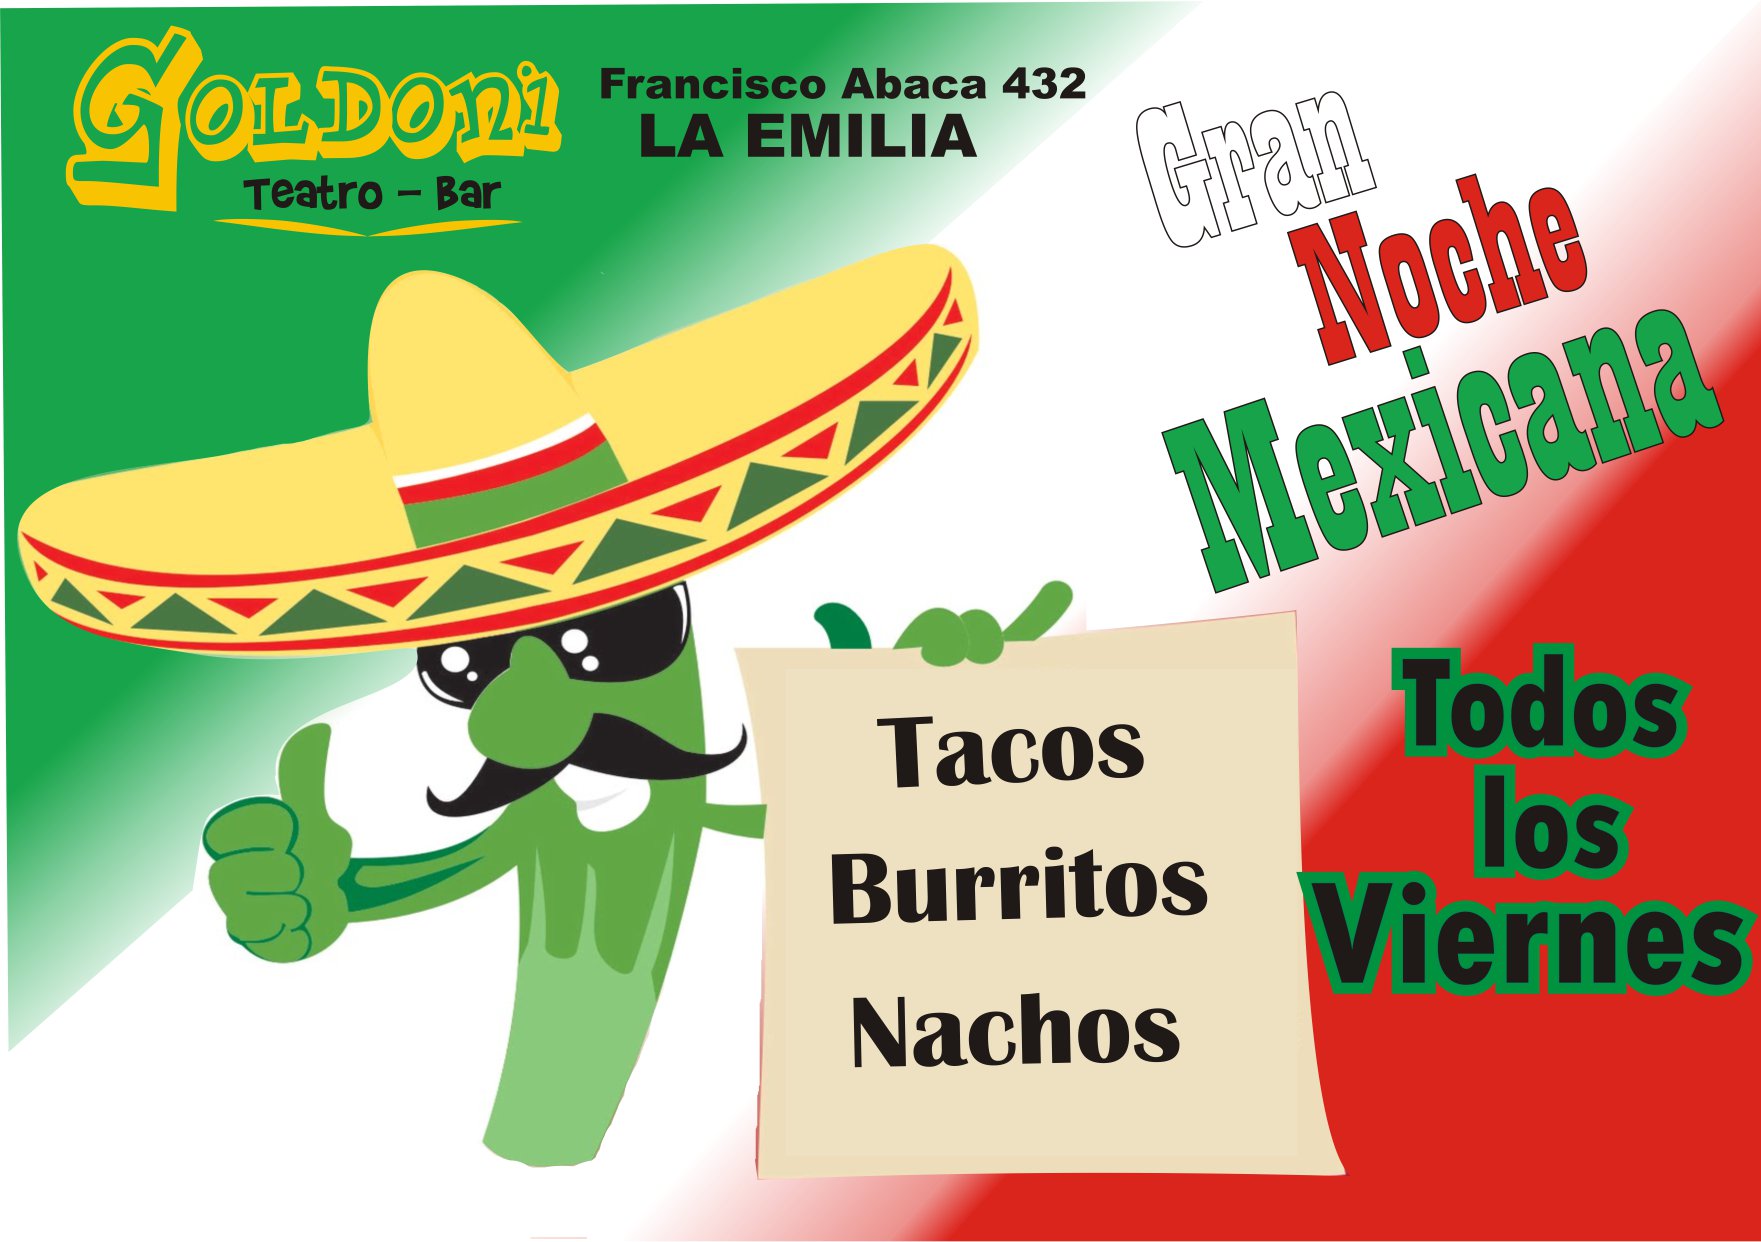 Goldoni
Teatro - Bar
Francisco Abaca 432
LA EMILIA
Gran
Noche
Mexicana
Tacos
Burritos
Nachos
Todos
los
Viernes